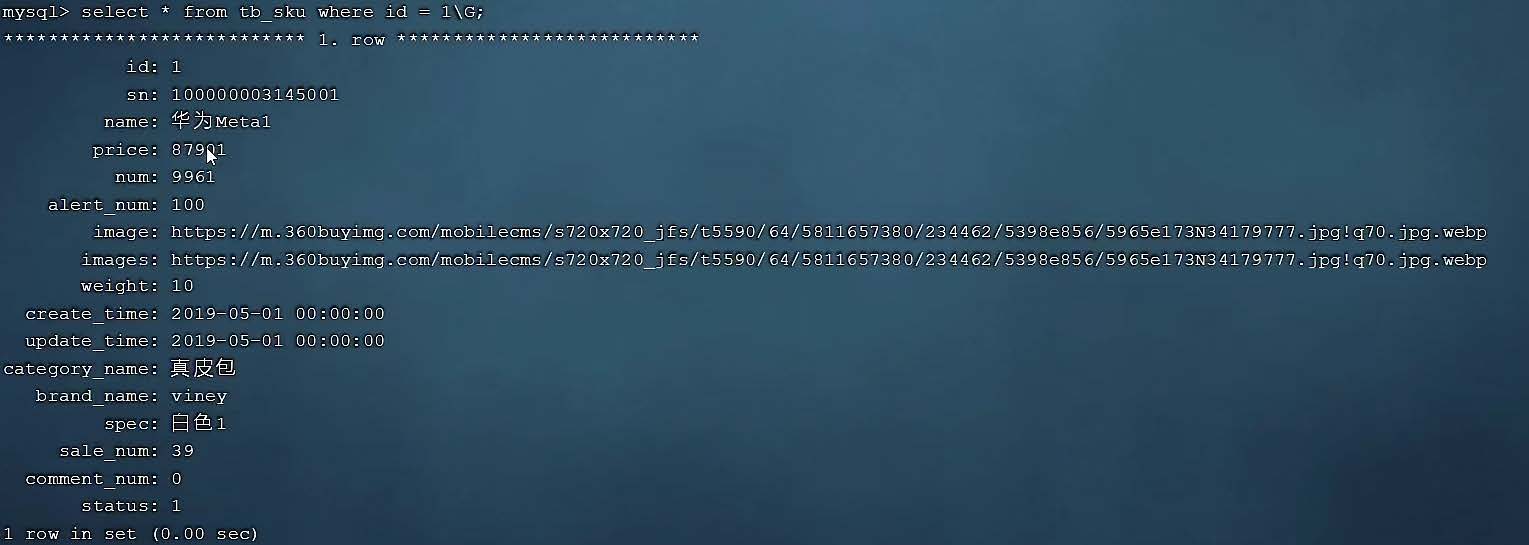 mysql> select * from tb_sku where id = 1\G;
*************************** 1. row ***************************
id: 1
sn: 100000003145001
name: 华为Meta1
price: 87901
num: 9961
alert_num: 100
image: https://m.360buyimg.com/mobilecms/s720x720_jfs/t5590/64/5811657380/234462/5398e856/5965e173N34179777.jpg!q70.jpg.webp
images: https://m.360buyimg.com/mobilecms/s720x720_jfs/t5590/64/5811657380/234462/5398e856/5965e173N34179777.jpg!q70.jpg.webp
weight: 10
create_time: 2019-05-01 00:00:00
update_time: 2019-05-01 00:00:00
category_name: 真皮包
brand_name: viney
spec: 白色1
sale_num: 39
comment_num: 0
status: 1
1 row in set (0.00 sec)